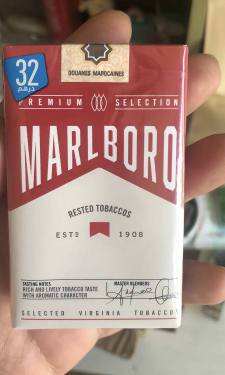 DOUANES MAROCAINES
32
درهم
PREMIUM SELECTION
MARLBORO
RESTED TOBACCOS
ESTD 1908
TASTING NOTES
RICH AND LIVELY TOBACCO TASTE
WITH AROMATIC CHARACTER
MASTER BLENDERS
SELECTED VIRGINIA TOBACCOS